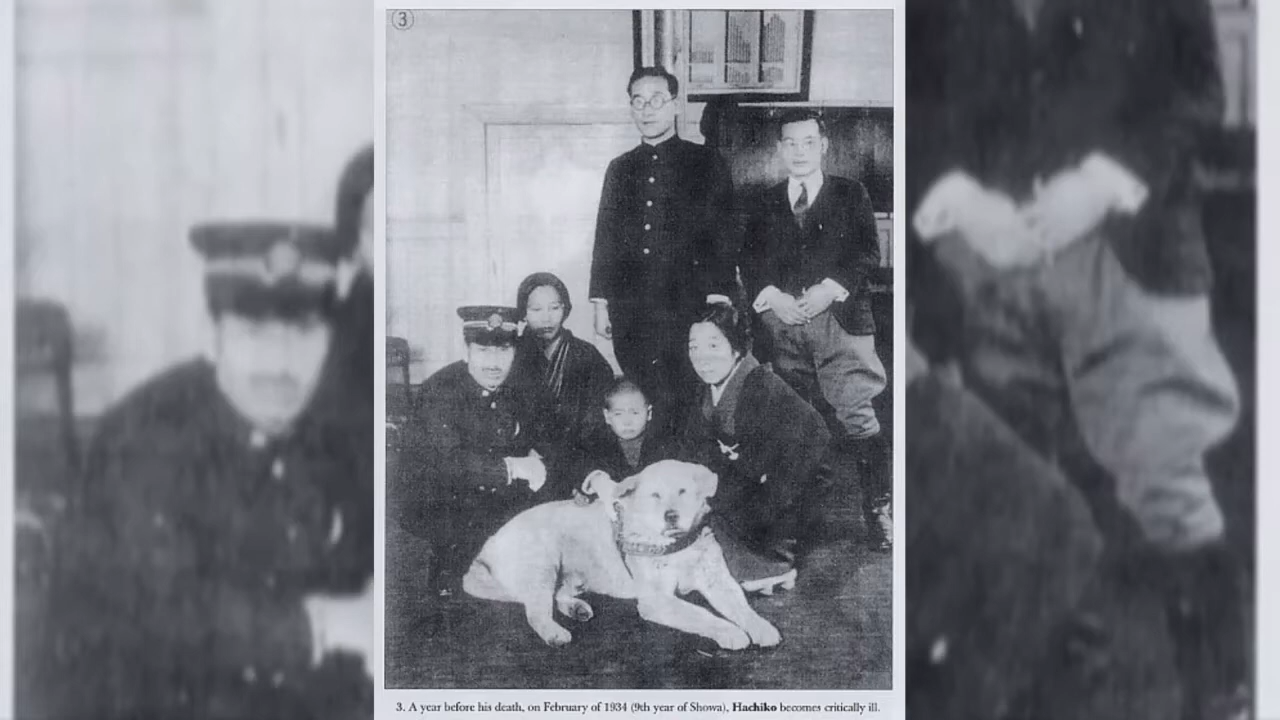 ③
3. A year before his death, on February of 1934 (9th year of Showa), Hachiko becomes critically ill.